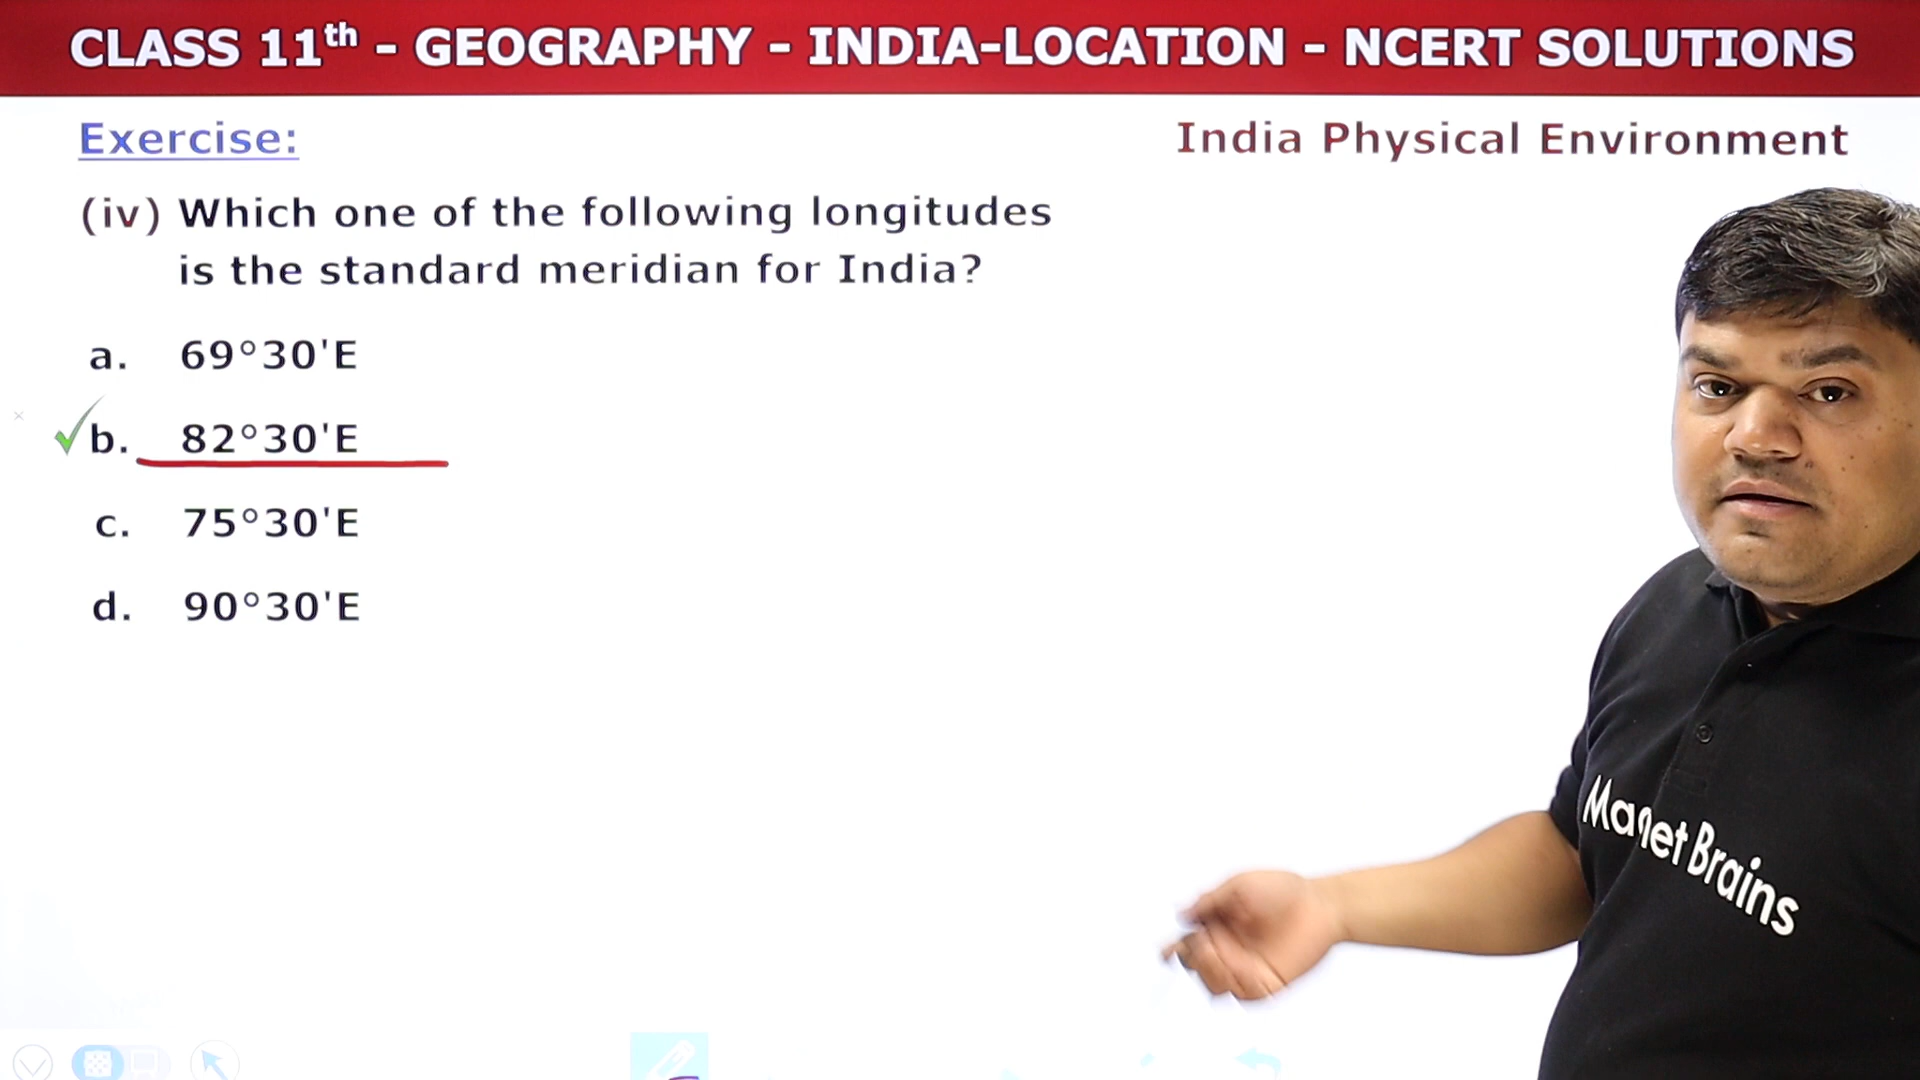 CLASS 11th - GEOGRAPHY - INDIA-LOCATION - NCERT SOLUTIONS
Exercise:
India Physical Environment
(iv) Which one of the following longitudes
is the standard meridian for India?
a. 69°30'E
b. 82°30'E
c. 75°30'E
d. 90°30'E
Magnet Brains